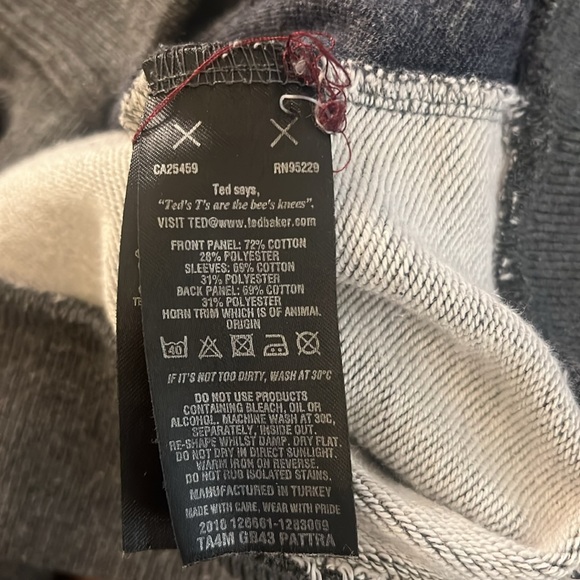 CA25459 RN95229
Ted says,
"Ted's T's are the bee's knees".
VISIT TED@www.tedbaker.com
FRONT PANEL: 72% COTTON
28% POLYESTER
SLEEVES: 69% COTTON
31% POLYESTER
BACK PANEL: 69% COTTON
31% POLYESTER
HORN TRIM WHICH IS OF ANIMAL
ORIGIN
40
IF IT'S NOT TOO DIRTY, WASH AT 30°C
DO NOT USE PRODUCTS
CONTAINING BLEACH, OIL OR
ALCOHOL. MACHINE WASH AT 30C,
SEPARATELY, INSIDE OUT.
RE-SHAPE WHILST DAMP. DRY FLAT.
DO NOT DRY IN DIRECT SUNLIGHT.
WARM IRON ON REVERSE.
DO NOT RUB ISOLATED STAINS.
MANUFACTURED IN TURKEY
MADE WITH CARE, WEAR WITH PRIDE
2016 126661-1283069
TA4M GB43 PATTRA